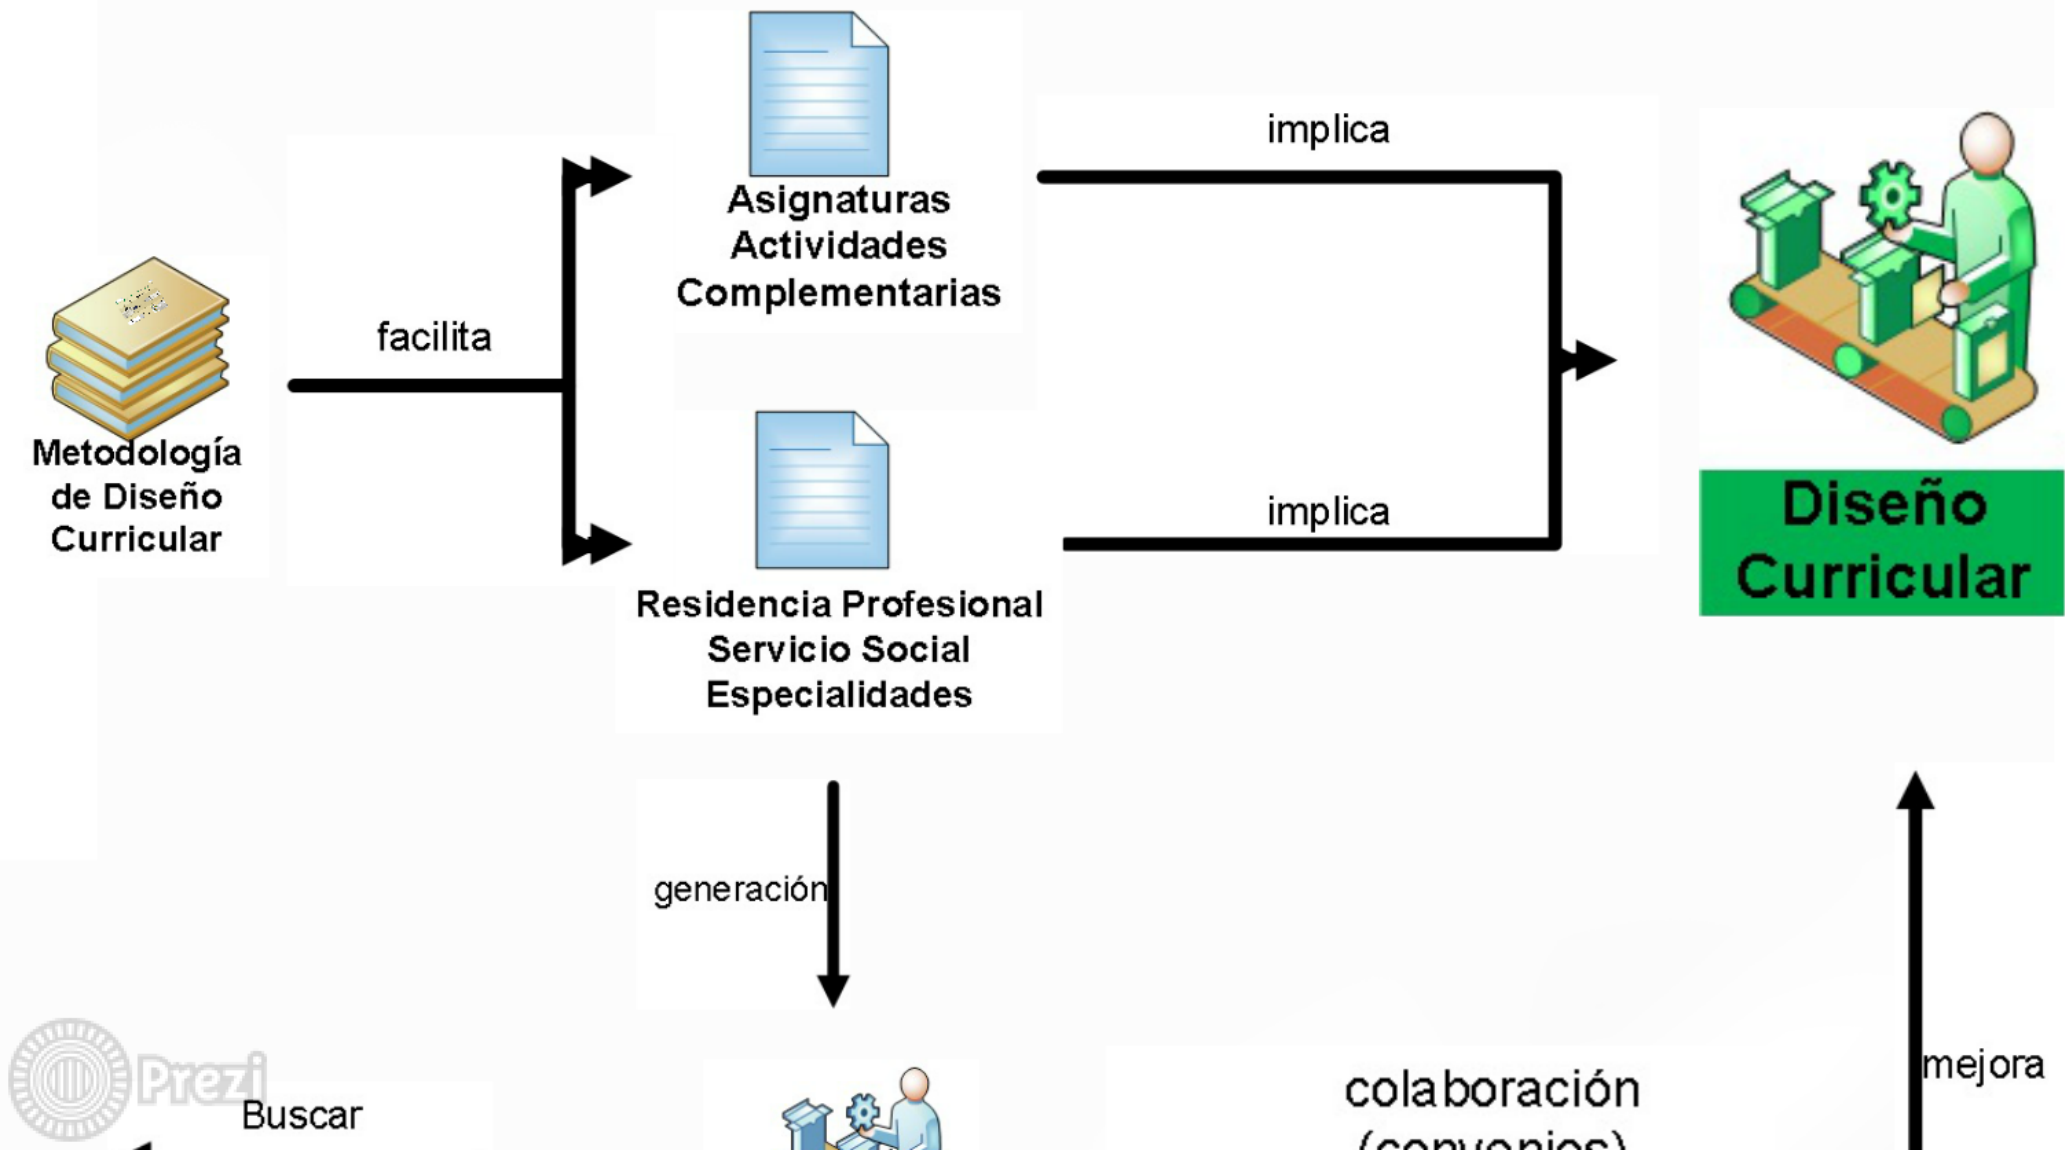 implica
Asignaturas
Actividades
Complementarias
facilita
Metodología
de Diseño
Curricular
implica
Diseño
Curricular
Residencia Profesional
Servicio Social
Especialidades
generación
mejora
Prezi
Buscar
colaboración
(convenios)